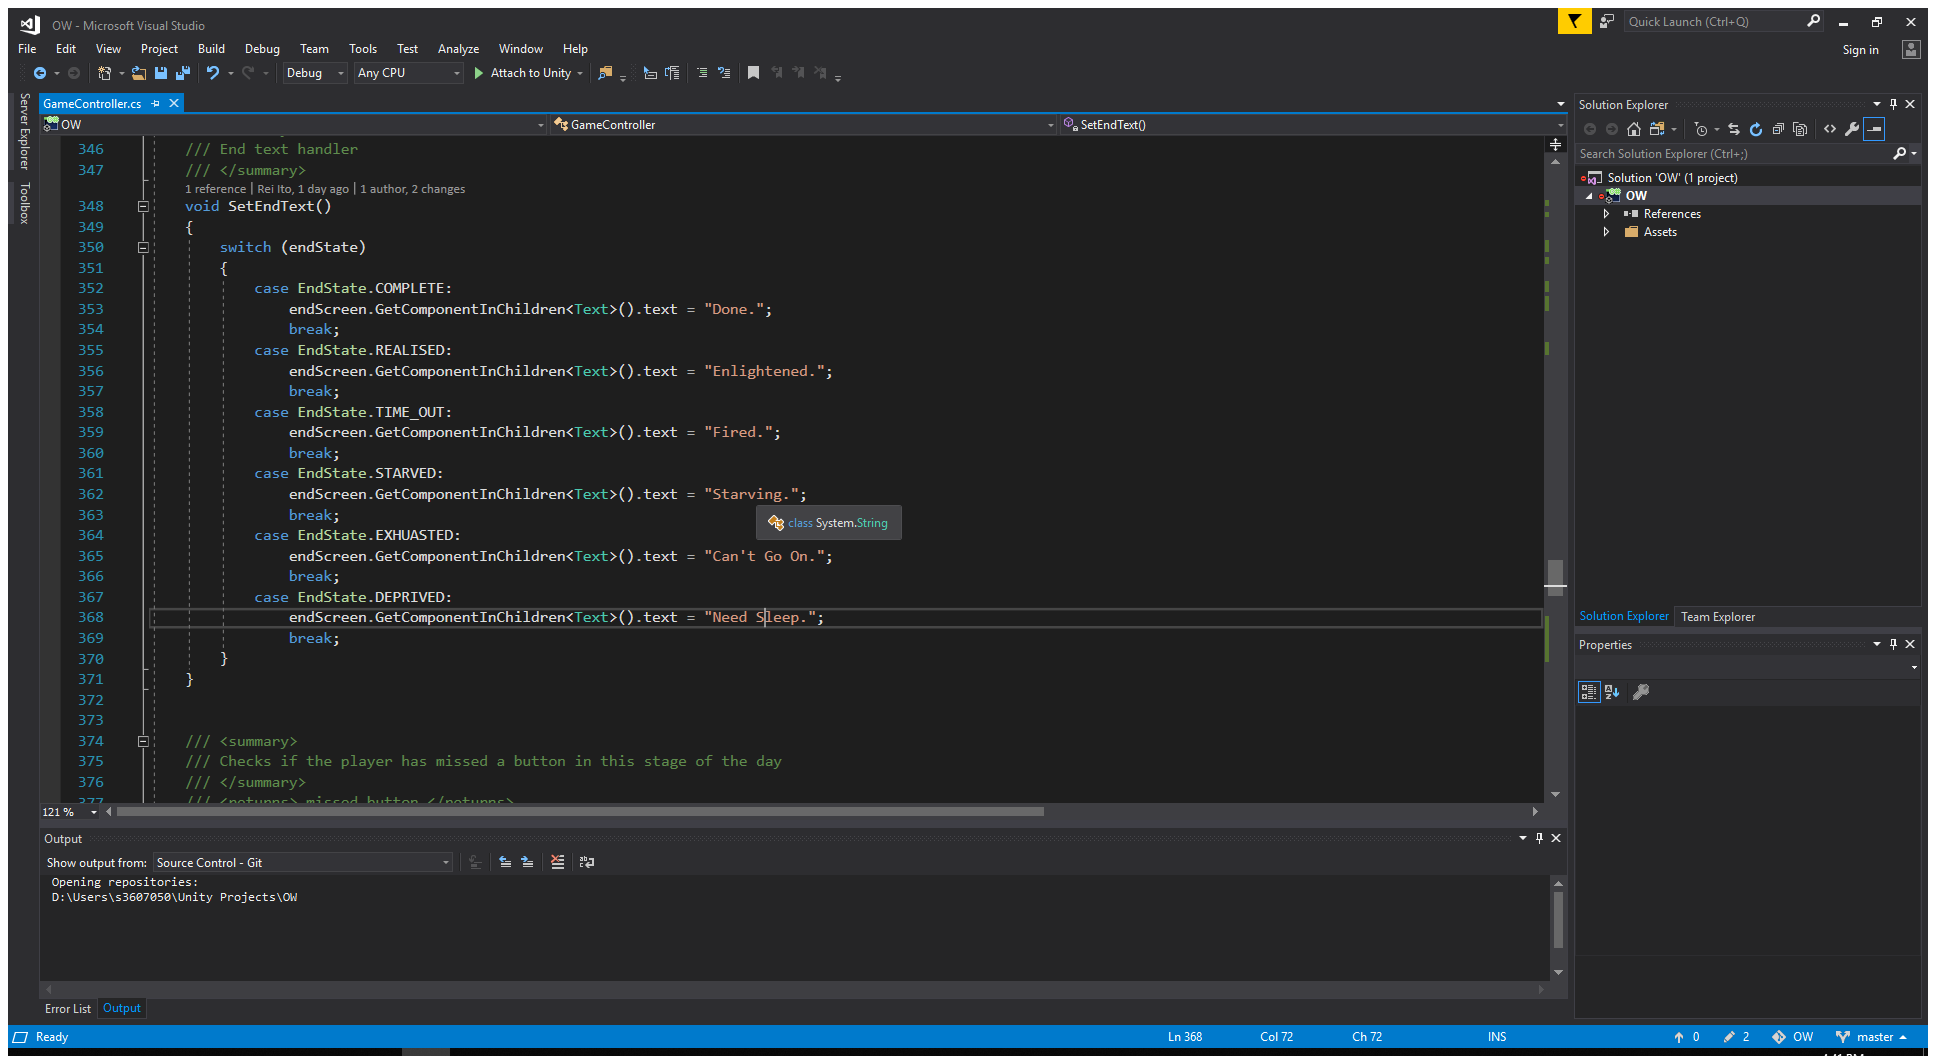 OW - Microsoft Visual Studio
Quick Launch (Ctrl+Q)
File Edit View Project Build Debug Team Tools Test Analyze Window Help
Sign in
Debug Any CPU Attach to Unity
Server Explorer
Toolbox
GameController.cs
OW GameController SetEndText()
346 /// End text handler
347 /// </summary>
1 reference | Rei Ito, 1 day ago | 1 author, 2 changes
348 void SetEndText()
349 {
350 switch (endState)
351 {
352 case EndState.COMPLETE:
353 endScreen.GetComponentInChildren<Text>().text = "Done.";
354 break;
355 case EndState.REALISED:
356 endScreen.GetComponentInChildren<Text>().text = "Enlightened.";
357 break;
358 case EndState.TIME_OUT:
359 endScreen.GetComponentInChildren<Text>().text = "Fired.";
360 break;
361 case EndState.STARVED:
362 endScreen.GetComponentInChildren<Text>().text = "Starving.";
363 break;
class System.String
364 case EndState.EXHUASTED:
365 endScreen.GetComponentInChildren<Text>().text = "Can't Go On.";
366 break;
367 case EndState.DEPRIVED:
368 endScreen.GetComponentInChildren<Text>().text = "Need Sleep.";
369 break;
370 }
371 }
372
373
374 /// <summary>
375 /// Checks if the player has missed a button in this stage of the day
376 /// </summary>
377 /// <returns> missed button </returns>
121 %
Output
Show output from: Source Control - Git
Opening repositories:
D:\Users\s3607050\Unity Projects\OW
Error List Output
Solution Explorer
Search Solution Explorer (Ctrl+;)
Solution 'OW' (1 project)
OW
References
Assets
Solution Explorer Team Explorer
Properties
Ready Ln 368 Col 72 Ch 72 INS 0 2 OW master